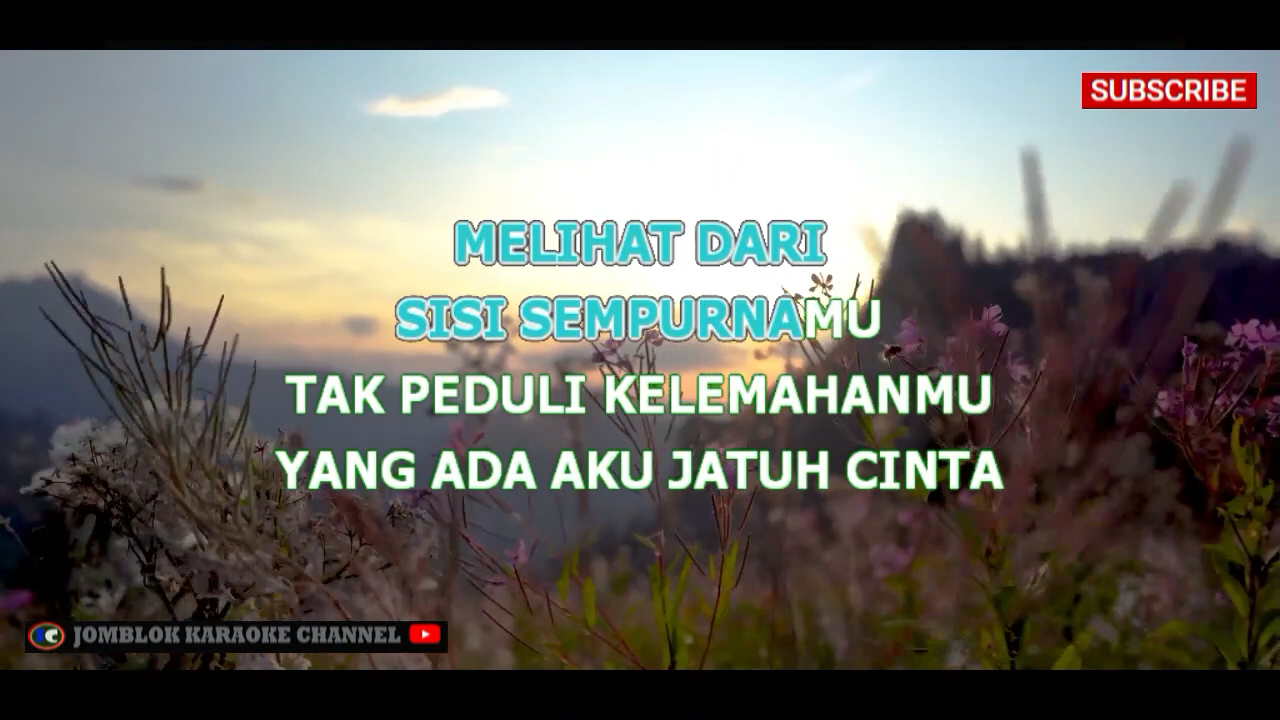 SUBSCRIBE
MELIHAT DARI
SISI SEMPURNAMU
TAK PEDULI KELEMAHANMU
YANG ADA AKU JATUH CINTA
JOMBLOK KARAOKE CHANNEL